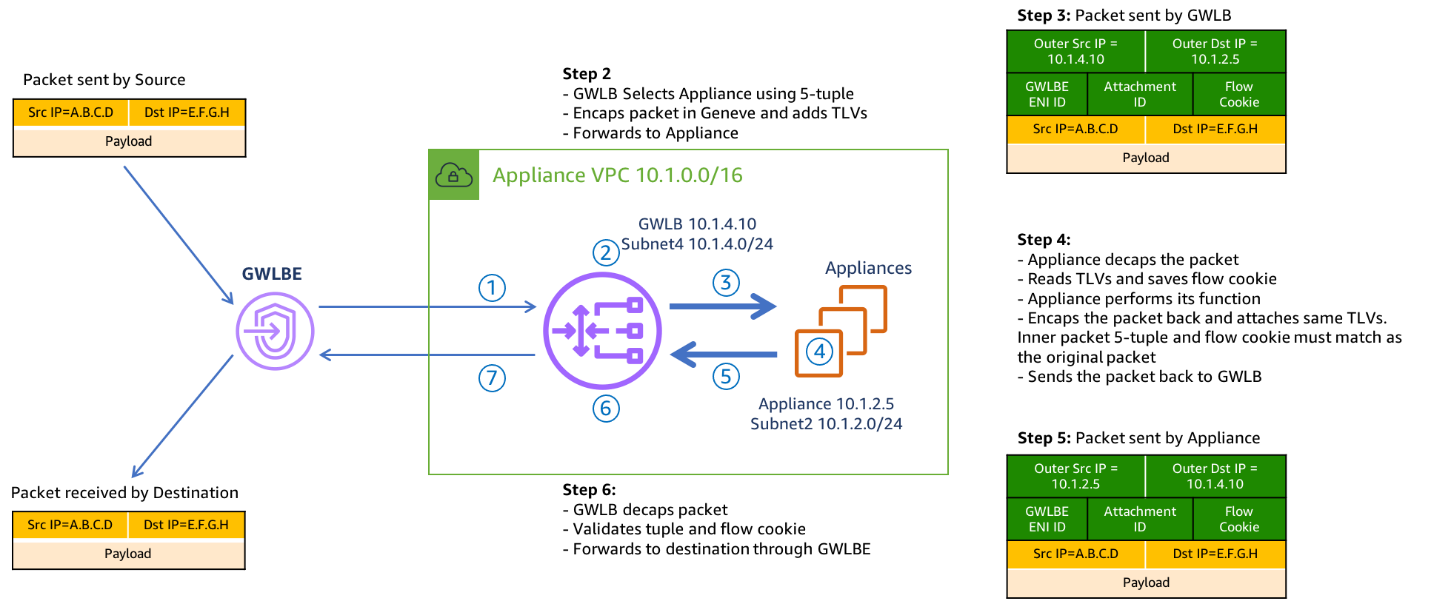 Packet sent by Source
Src IP=A.B.C.D
Dst IP=E.F.G.H
Payload
GWLBE
Packet received by Destination
Src IP=A.B.C.D
Dst IP=E.F.G.H
Payload
Step 2
- GWLB Selects Appliance using 5-tuple
- Encaps packet in Geneve and adds TLVs
- Forwards to Appliance
Appliance VPC 10.1.0.0/16
GWLB 10.1.4.10
Subnet4 10.1.4.0/24
1
2
3
Appliances
4
5
6
7
Appliance 10.1.2.5
Subnet2 10.1.2.0/24
Step 6:
- GWLB decaps packet
- Validates tuple and flow cookie
- Forwards to destination through GWLBE
Step 3: Packet sent by GWLB
Outer Src IP =
10.1.4.10
Outer Dst IP =
10.1.2.5
GWLBE
ENI ID
Attachment
ID
Flow
Cookie
Src IP=A.B.C.D
Dst IP=E.F.G.H
Payload
Step 4:
- Appliance decaps the packet
- Reads TLVs and saves flow cookie
- Appliance performs its function
- Encaps the packet back and attaches same TLVs.
Inner packet 5-tuple and flow cookie must match as
the original packet
- Sends the packet back to GWLB
Step 5: Packet sent by Appliance
Outer Src IP =
10.1.2.5
Outer Dst IP =
10.1.4.10
GWLBE
ENI ID
Attachment
ID
Flow
Cookie
Src IP=A.B.C.D
Dst IP=E.F.G.H
Payload